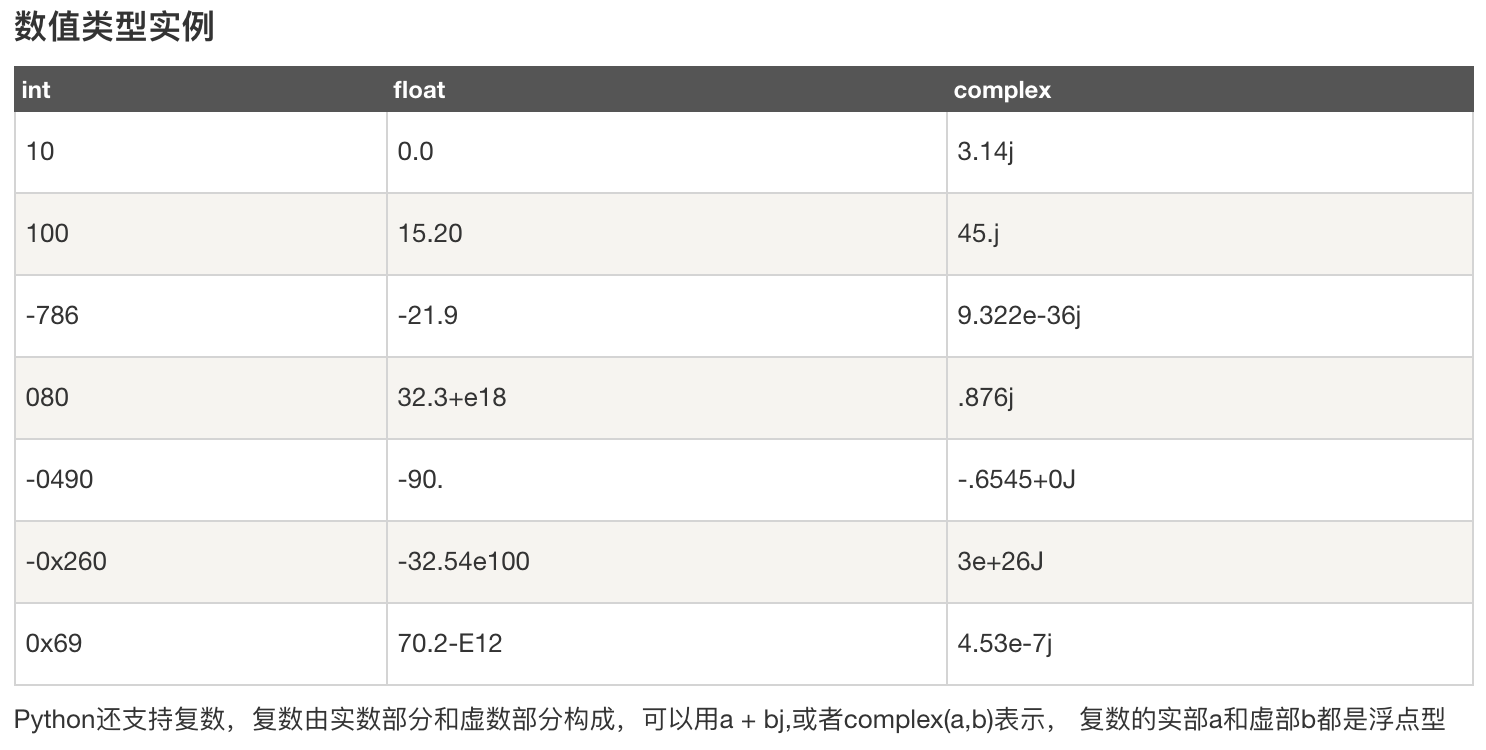 数值类型实例
int float complex
10 0.0 3.14j
100 15.20 45.j
-786 -21.9 9.322e-36j
080 32.3+e18 .876j
-0490 -90. -.6545+0J
-0x260 -32.54e100 3e+26J
0x69 70.2-E12 4.53e-7j
Python还支持复数，复数由实数部分和虚数部分构成，可以用a + bj,或者complex(a,b)表示， 复数的实部a和虚部b都是浮点型